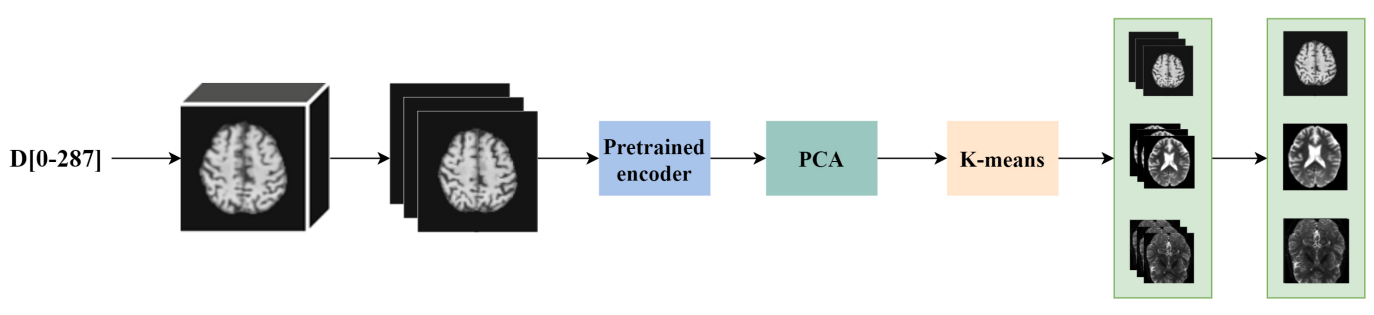 D[0-287]
Pretrained
encoder
PCA
K-means